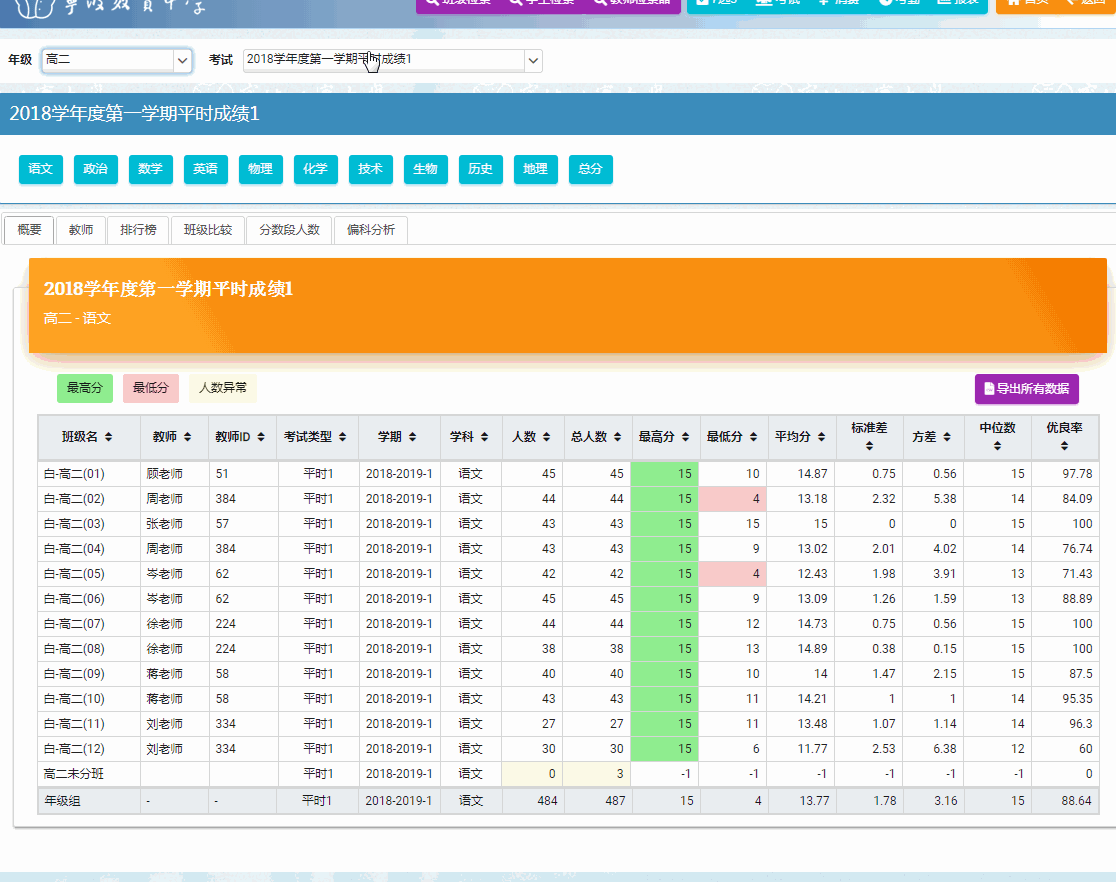 班级检索 学生检索 教师检索 7选3 考试 消费 考勤 报表 首页 返回
年级 高二 考试 2018学年度第一学期平时成绩1
2018学年度第一学期平时成绩1
语文 政治 数学 英语 物理 化学 技术 生物 历史 地理 总分
概要 教师 排行榜 班级比较 分数段人数 偏科分析
2018学年度第一学期平时成绩1
高二 - 语文
最高分 最低分 人数异常 导出所有数据
班级名 教师 教师ID 考试类型 学期 学科 人数 总人数 最高分 最低分 平均分 标准差 方差 中位数 优良率
白-高二(01) 顾老师 51 平时1 2018-2019-1 语文 45 45 15 10 14.87 0.75 0.56 15 97.78
白-高二(02) 周老师 384 平时1 2018-2019-1 语文 44 44 15 4 13.18 2.32 5.38 14 84.09
白-高二(03) 张老师 57 平时1 2018-2019-1 语文 43 43 15 15 15 0 0 15 100
白-高二(04) 周老师 384 平时1 2018-2019-1 语文 43 43 15 9 13.02 2.01 4.02 14 76.74
白-高二(05) 岑老师 62 平时1 2018-2019-1 语文 42 42 15 4 12.43 1.98 3.91 13 71.43
白-高二(06) 岑老师 62 平时1 2018-2019-1 语文 45 45 15 9 13.09 1.26 1.59 13 88.89
白-高二(07) 徐老师 224 平时1 2018-2019-1 语文 44 44 15 12 14.73 0.75 0.56 15 100
白-高二(08) 徐老师 224 平时1 2018-2019-1 语文 38 38 15 13 14.89 0.38 0.15 15 100
白-高二(09) 蒋老师 58 平时1 2018-2019-1 语文 40 40 15 10 14 1.47 2.15 15 87.5
白-高二(10) 蒋老师 58 平时1 2018-2019-1 语文 43 43 15 11 14.21 1 1 14 95.35
白-高二(11) 刘老师 334 平时1 2018-2019-1 语文 27 27 15 11 13.48 1.07 1.14 14 96.3
白-高二(12) 刘老师 334 平时1 2018-2019-1 语文 30 30 15 6 11.77 2.53 6.38 12 60
高二未分班 平时1 2018-2019-1 语文 0 3 -1 -1 -1 -1 -1 -1 0
年级组 - - 平时1 2018-2019-1 语文 484 487 15 4 13.77 1.78 3.16 15 88.64